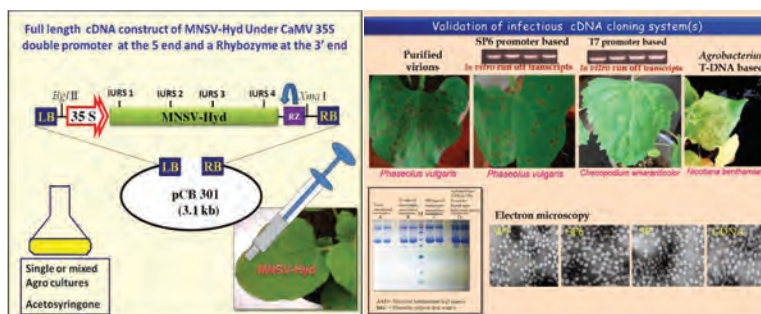 Full length cDNA construct of MNSV-Hyd Under CaMV 35S
double promoter at the 5 end and a Rhybozyme at the 3' end
Bgl II
IURS 1 IURS 2 IURS 3 IURS 4
Xma I
LB 35 S MNSV-Hyd RZ RB
LB RB
pCB 301
(3.1 kb)
MNSV-Hyd
Single or mixed
Agro cultures
Acetosyringone
Validation of infectious cDNA cloning system(s)
Purified
virions
SP6 promoter based
In vitro run off transcripts
T7 promoter based
In vitro run off transcripts
Agrobacterium
T-DNA based
Phaseolus vulgaris
Phaseolus vulgaris
Chenopodium amaranticolor
Nicotiana benthamiana
Electron microscopy
WT SP6 T7